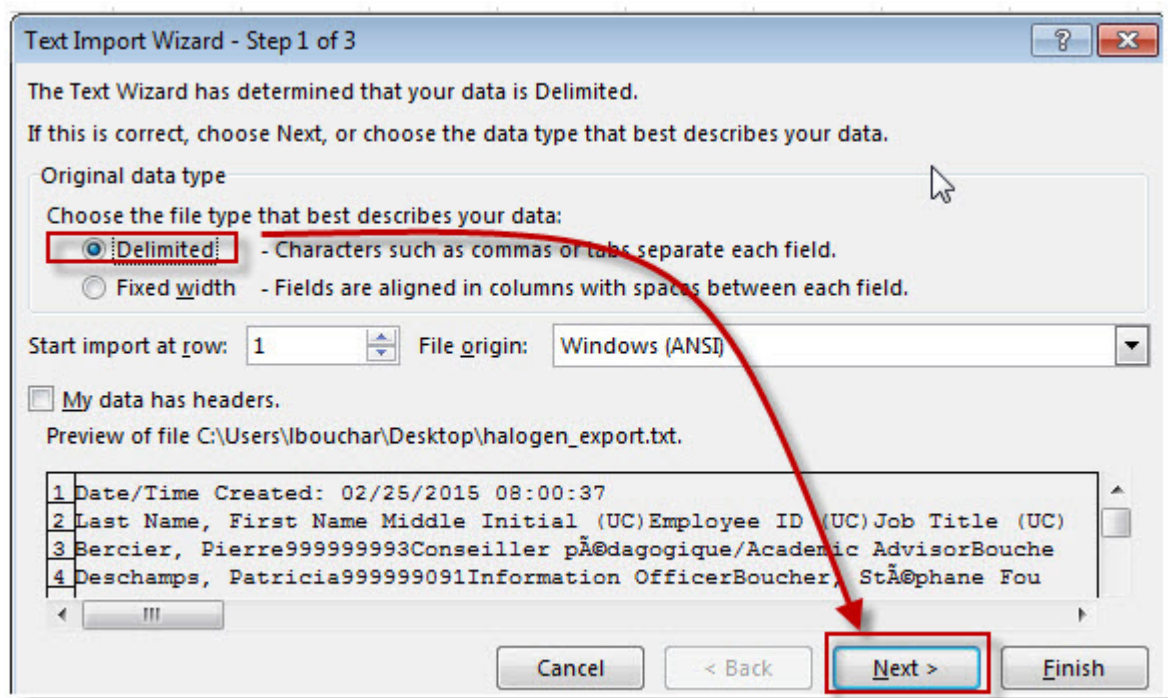 Text Import Wizard - Step 1 of 3
The Text Wizard has determined that your data is Delimited.
If this is correct, choose Next, or choose the data type that best describes your data.
Original data type
Choose the file type that best describes your data:
Delimited - Characters such as commas or tabs separate each field.
Fixed width - Fields are aligned in columns with spaces between each field.
Start import at row: 1 File origin: Windows (ANSI)
My data has headers.
Preview of file C:\Users\lbouchar\Desktop\halogen_export.txt.
1 Date/Time Created: 02/25/2015 08:00:37
2 Last Name, First Name Middle Initial (UC)Employee ID (UC)Job Title (UC)
3 Bercier, Pierre999999993Conseiller pÃ©dagogique/Academic AdvisorBouche
4 Deschamps, Patricia999999091Information OfficerBoucher, StÃ©phane Fou
Cancel < Back Next > Finish